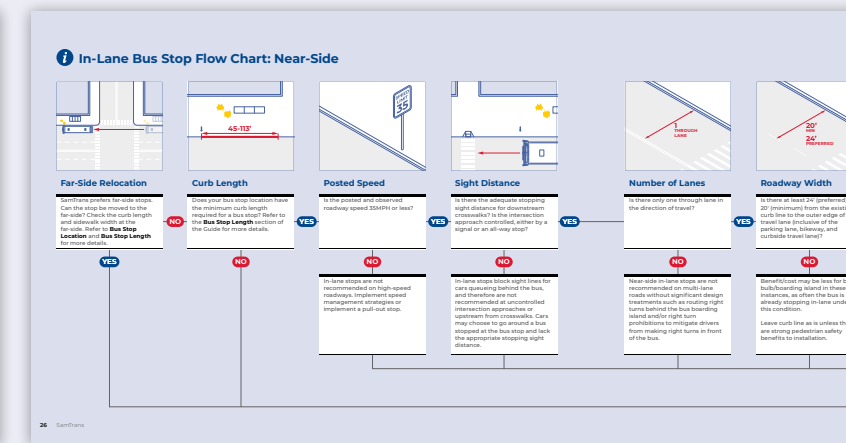 i In-Lane Bus Stop Flow Chart: Near-Side
SPEED
LIMIT
35
45-113'
1
THROUGH
LANE
20'
MIN
24'
PREFERRED
Far-Side Relocation
SamTrans prefers far-side stops.
Can the stop be moved to the
far-side? Check the curb length
and sidewalk width at the
far-side. Refer to Bus Stop
Location and Bus Stop Length
for more details.
NO
YES
Curb Length
Does your bus stop location have
the minimum curb length
required for a bus stop? Refer to
the Bus Stop Length section of
the Guide for more details.
YES
NO
Posted Speed
Is the posted and observed
roadway speed 35MPH or less?
YES
NO
In-lane stops are not
recommended on high-speed
roadways. Implement speed
management strategies or
implement a pull-out stop.
Sight Distance
Is there the adequate stopping
sight distance for downstream
crosswalks? Is the intersection
approach controlled, either by a
signal or an all-way stop?
YES
NO
In-lane stops block sight lines for
cars queueing behind the bus,
and therefore are not
recommended at uncontrolled
intersection approaches or
upstream from crosswalks. Cars
may choose to go around a bus
stopped at the bus stop and lack
the appropriate stopping sight
distance.
Number of Lanes
Is there only one through lane in
the direction of travel?
YES
NO
Near-side in-lane stops are not
recommended on multi-lane
roads without significant design
treatments such as routing right
turns behind the bus boarding
island and/or right turn
prohibitions to mitigate drivers
from making right turns in front
of the bus.
Roadway Width
Is there at least 24' (preferred
20' (minimum) from the exist
curb line to the outer edge of
travel lane (inclusive of the
parking lane, bikeway, and
curbside travel lane)?
NO
Benefit/cost may be less for b
bulb/boarding island in these
instances, as often the bus is
already stopping in-lane unde
this condition.
Leave curb line as is unless th
are strong pedestrian safety
benefits to installation.
26 SamTrans